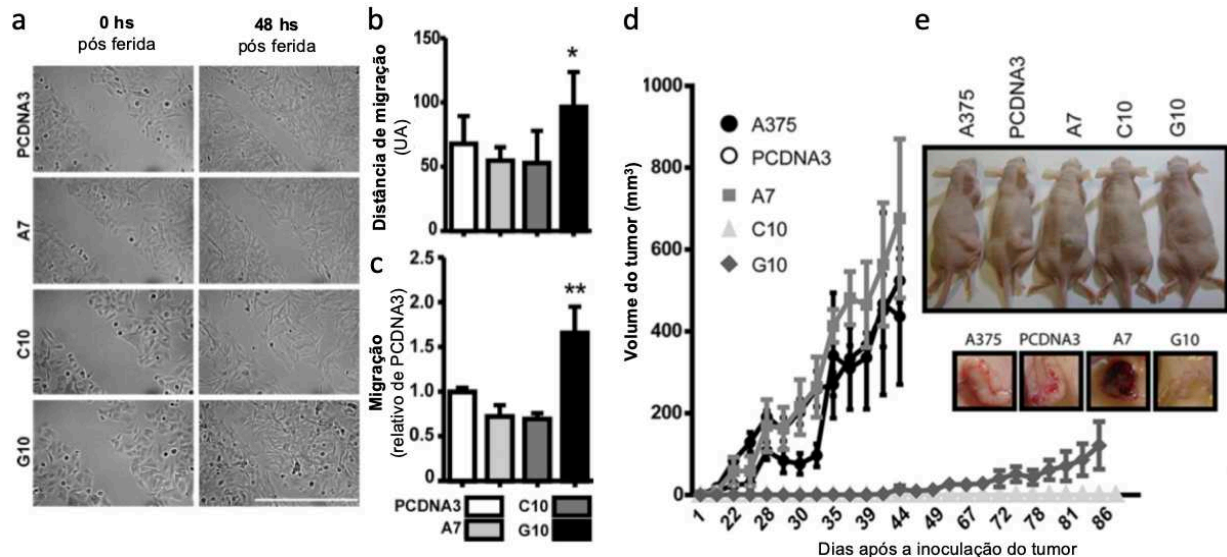 a
0 hs
pós ferida
48 hs
pós ferida
PCDNA3
A7
C10
G10
b
Distância de migração
(UA)
150
100
50
0
*
c
Migração
(relativo de PCDNA3)
2.5
2.0
1.5
1.0
0.5
0
**
PCDNA3
C10
A7
G10
d
Volume do tumor (mm³)
1000
800
600
400
200
0
A375
PCDNA3
A7
C10
G10
1 22 28 30 35 39 44 49 67 72 78 81 86
Dias após a inoculação do tumor
e
A375 PCDNA3 A7 C10 G10
A375 PCDNA3 A7 G10